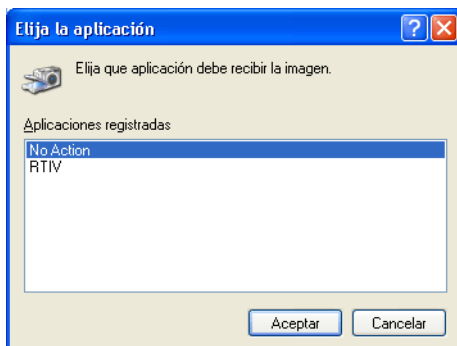 Elija la aplicación
Elija que aplicación debe recibir la imagen.
Aplicaciones registradas
No Action
RTIV
Aceptar
Cancelar